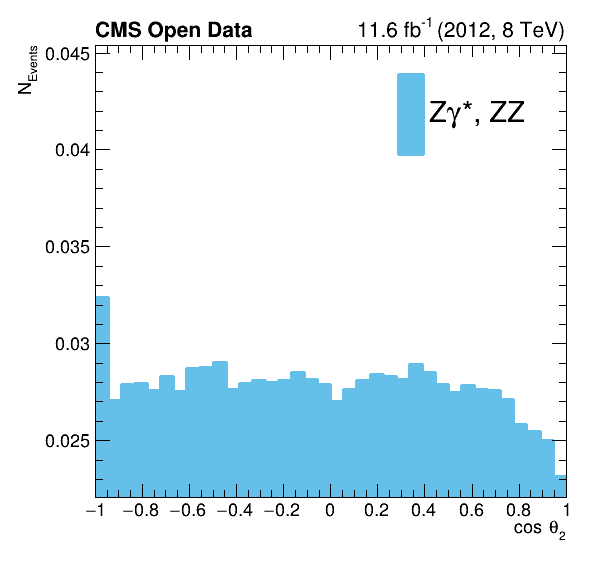 CMS Open Data 11.6 fb⁻¹ (2012, 8 TeV)
N_Events
0.045
Zγ*, ZZ
0.04
0.035
0.03
0.025
−1 −0.8 −0.6 −0.4 −0.2 0 0.2 0.4 0.6 0.8 1
cos θ₂